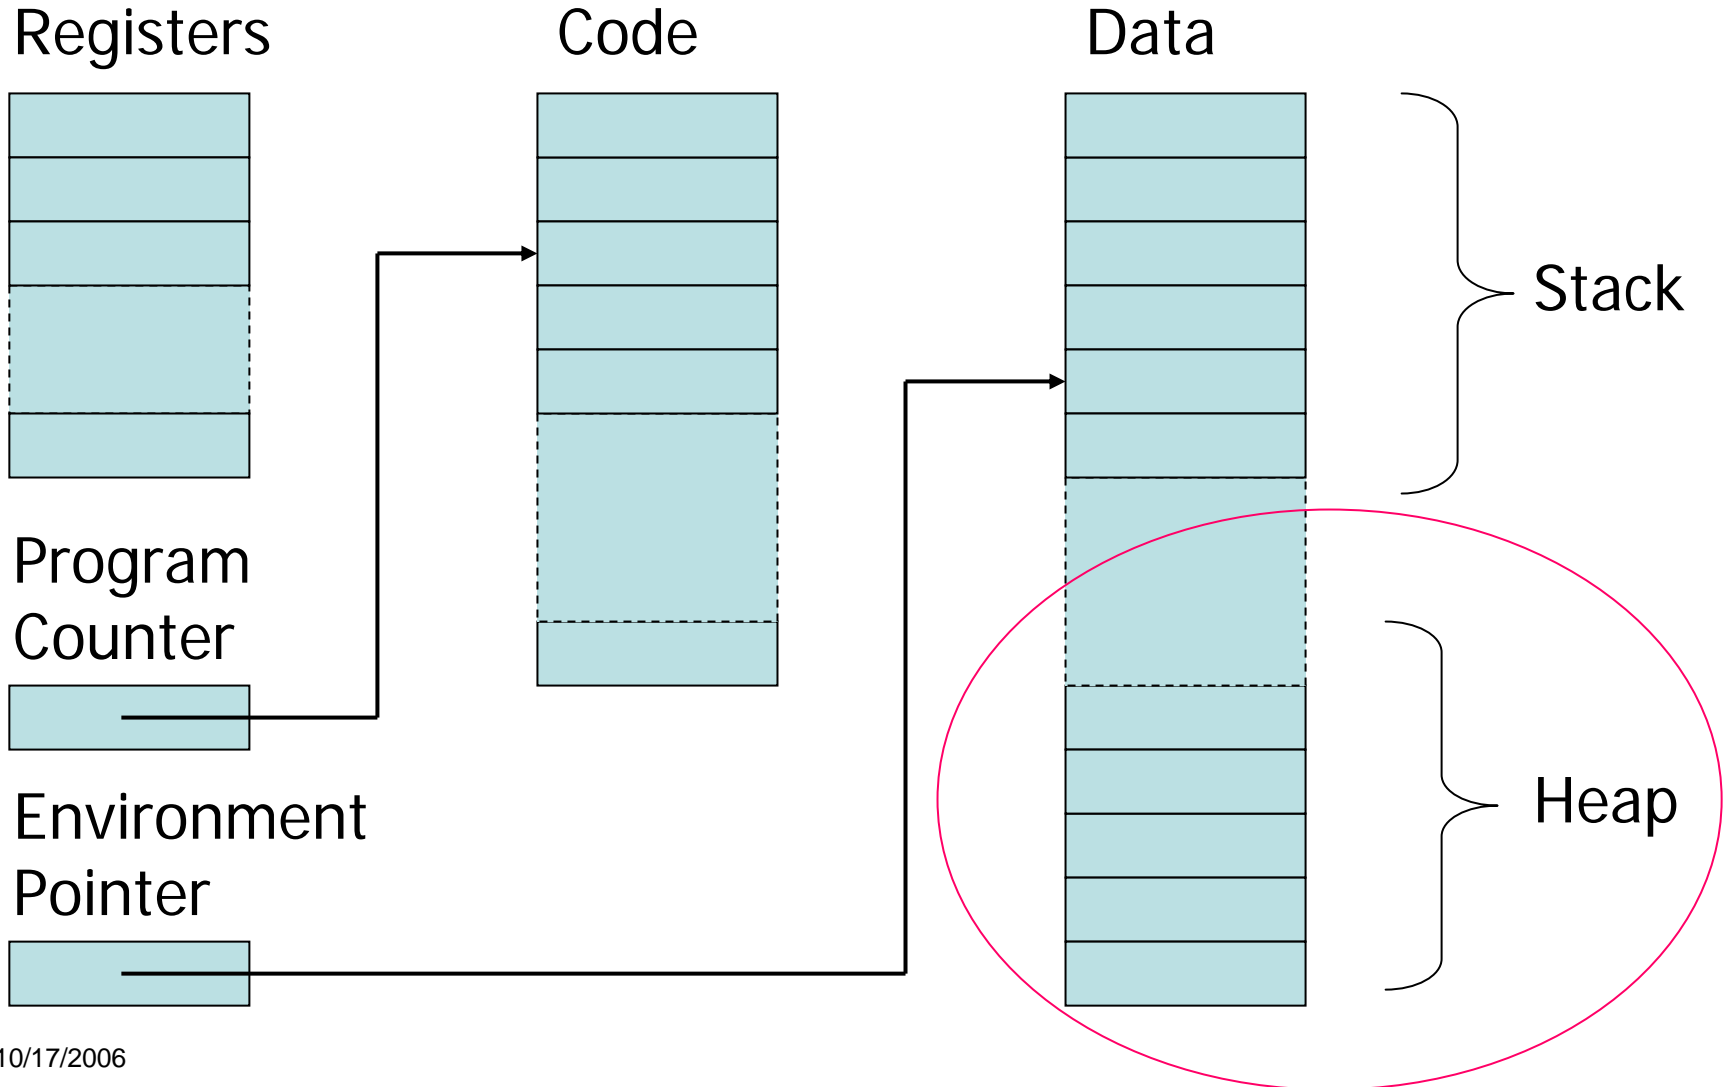 Registers
Code
Data
Stack
Program
Counter
Environment
Pointer
Heap
10/17/2006